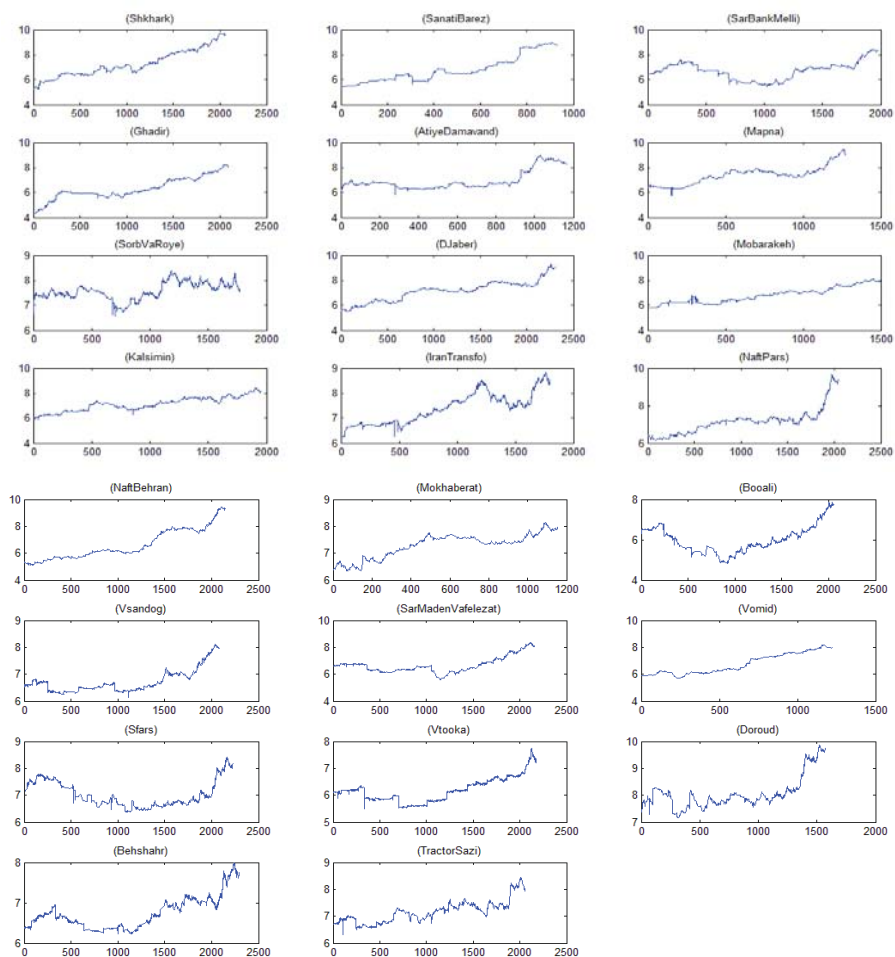 (Shkhark) (SanatiBarez) (SarBankMelli)
10 10 10
8 8 8
6 6 6
4 4 4
0 500 1000 1500 2000 2500 0 200 400 600 800 1000 0 500 1000 1500 2000
(Ghadir) (AtiyeDamavand) (Mapna)
10 10 10
8 8 8
6 6 6
4 4 4
0 500 1000 1500 2000 2500 0 200 400 600 800 1000 1200 0 500 1000 1500
(SorbVaRoye) (DJaber) (Mobarakeh)
9 10 10
8 8 8
7 6 6
6 4 4
0 500 1000 1500 2000 0 500 1000 1500 2000 2500 0 500 1000 1500 2000
(Kalsimin) (IranTransfo) (NaftPars)
10 9 10
8 8 8
6 7
4 6 6
0 500 1000 1500 2000 0 500 1000 1500 2000 0 500 1000 1500 2000 2500
(NaftBehran) (Mokhaberat) (Booali)
10 9 8
8 8
6 7 6
4 6 4
0 500 1000 1500 2000 2500 0 200 400 600 800 1000 1200 0 500 1000 1500 2000 2500
(Vsandog) (SarMadenVafelezat) (Vomid)
9 10 10
8 8 8
7 6 6
6 4 4
0 500 1000 1500 2000 2500 0 500 1000 1500 2000 2500 0 500 1000 1500
(Sfars) (Vtooka) (Doroud)
9 8 10
8 7 9
7 6 8
6 5 7
0 500 1000 1500 2000 2500 0 500 1000 1500 2000 2500 0 500 1000 1500 2000
(Behshahr) (TractorSazi)
8 9
8
7 7
6 6
0 500 1000 1500 2000 2500 0 500 1000 1500 2000 2500